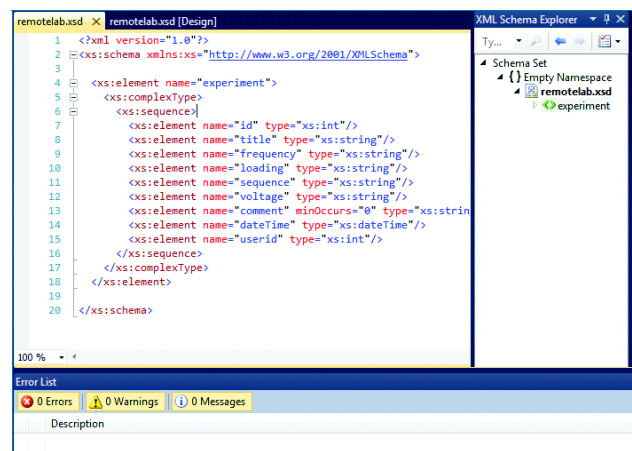 remotelab.xsd X remotelab.xsd [Design]
1 <?xml version="1.0"?>
2 <xs:schema xmlns:xs="http://www.w3.org/2001/XMLSchema">
3
4 <xs:element name="experiment">
5 <xs:complexType>
6 <xs:sequence>
7 <xs:element name="id" type="xs:int"/>
8 <xs:element name="title" type="xs:string"/>
9 <xs:element name="frequency" type="xs:string"/>
10 <xs:element name="loading" type="xs:string"/>
11 <xs:element name="sequence" type="xs:string"/>
12 <xs:element name="voltage" type="xs:string"/>
13 <xs:element name="comment" minOccurs="0" type="xs:strin
14 <xs:element name="dateTime" type="xs:dateTime"/>
15 <xs:element name="userid" type="xs:int"/>
16 </xs:sequence>
17 </xs:complexType>
18 </xs:element>
19
20 </xs:schema>
100 %
XML Schema Explorer
Ty...
Schema Set
{ } Empty Namespace
remotelab.xsd
experiment
Error List
0 Errors 0 Warnings 0 Messages
Description